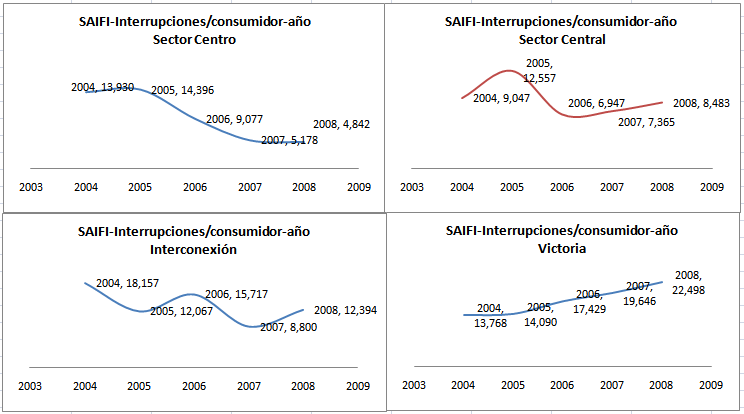 SAIFI-Interrupciones/consumidor-año
Sector Centro
2004, 13,930
2005, 14,396
2006, 9,077
2007, 5,178
2008, 4,842
2003 2004 2005 2006 2007 2008 2009
SAIFI-Interrupciones/consumidor-año
Sector Central
2004, 9,047
2005,
12,557
2006, 6,947
2007, 7,365
2008, 8,483
2003 2004 2005 2006 2007 2008 2009
SAIFI-Interrupciones/consumidor-año
Interconexión
2004, 18,157
2005, 12,067
2006, 15,717
2007, 8,800
2008, 12,394
2003 2004 2005 2006 2007 2008 2009
SAIFI-Interrupciones/consumidor-año
Victoria
2004,
13,768
2005,
14,090
2006,
17,429
2007,
19,646
2008,
22,498
2003 2004 2005 2006 2007 2008 2009